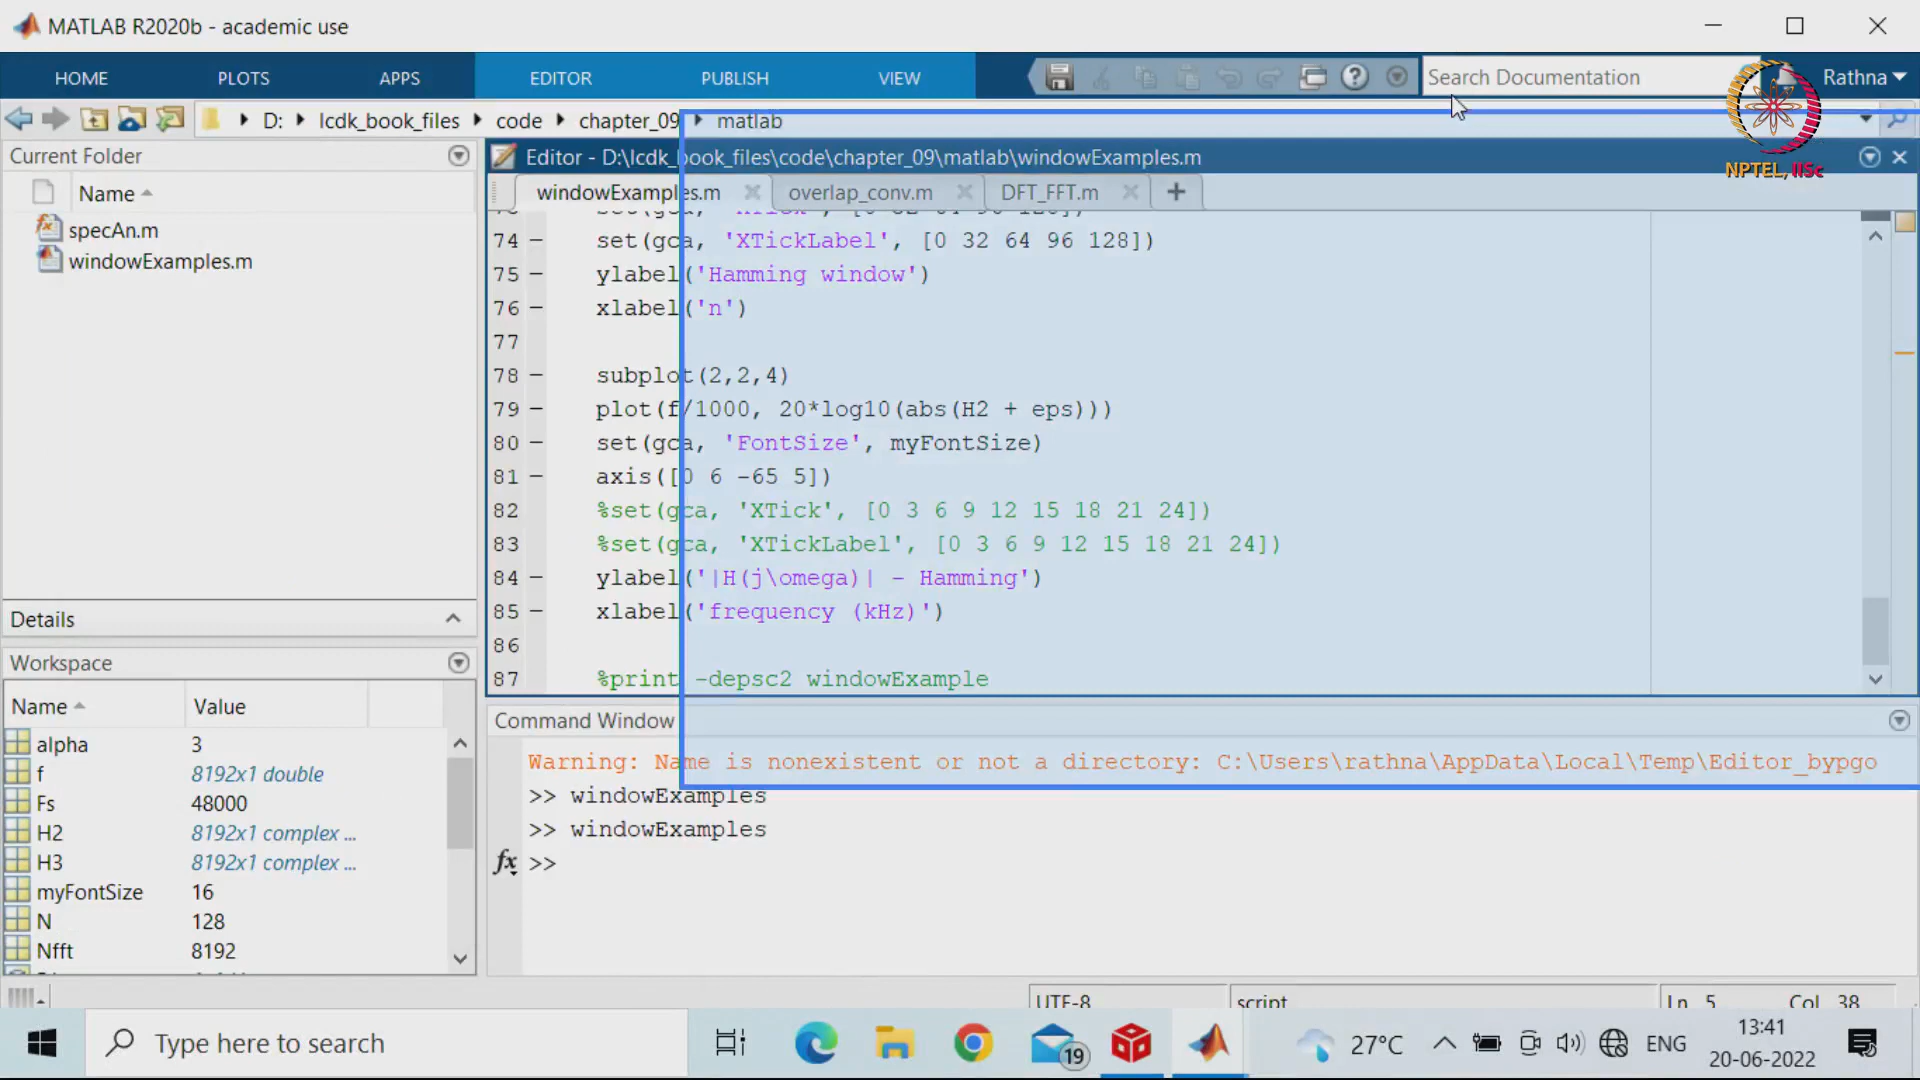 MATLAB R2020b - academic use
HOME PLOTS APPS EDITOR PUBLISH VIEW Search Documentation Rathna
D: lcdk_book_files code chapter_09 matlab
NPTEL, IISc
Current Folder
Name
specAn.m
windowExamples.m
Details
Workspace
Name Value
alpha 3
f 8192x1 double
Fs 48000
H2 8192x1 complex ...
H3 8192x1 complex ...
myFontSize 16
N 128
Nfft 8192
Editor - D:\lcdk_book_files\code\chapter_09\matlab\windowExamples.m
windowExamples.m overlap_conv.m DFT_FFT.m
74 set(gca, 'XTickLabel', [0 32 64 96 128])
75 ylabel('Hamming window')
76 xlabel('n')
77
78 subplot(2,2,4)
79 plot(f/1000, 20*log10(abs(H2 + eps)))
80 set(gca, 'FontSize', myFontSize)
81 axis([0 6 -65 5])
82 %set(gca, 'XTick', [0 3 6 9 12 15 18 21 24])
83 %set(gca, 'XTickLabel', [0 3 6 9 12 15 18 21 24])
84 ylabel('|H(j\omega)| - Hamming')
85 xlabel('frequency (kHz)')
86
87 %print -depsc2 windowExample
Command Window
Warning: Name is nonexistent or not a directory: C:\Users\rathna\AppData\Local\Temp\Editor_bypgo
>> windowExamples
>> windowExamples
fx >>
UTF-8 script Ln 5 Col 38
Type here to search
19
27°C
ENG
13:41
20-06-2022